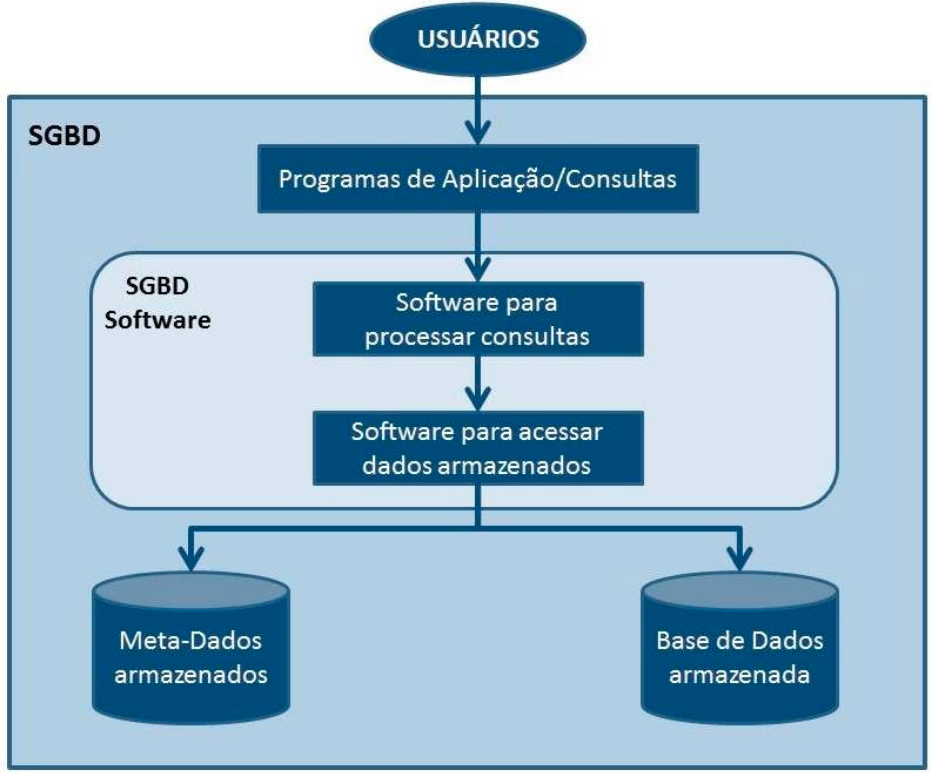 USUÁRIOS
SGBD
Programas de Aplicação/Consultas
SGBD
Software
Software para
processar consultas
Software para acessar
dados armazenados
Meta-Dados
armazenados
Base de Dados
armazenada